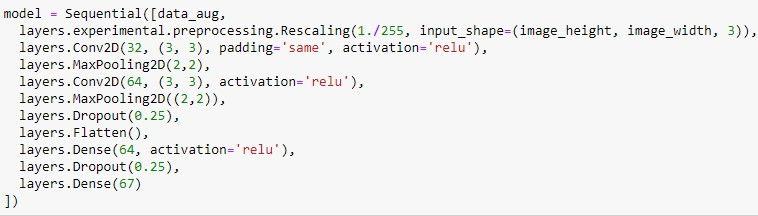 model = Sequential([data_aug,
  layers.experimental.preprocessing.Rescaling(1./255, input_shape=(image_height, image_width, 3)),
  layers.Conv2D(32, (3, 3), padding='same', activation='relu'),
  layers.MaxPooling2D(2,2),
  layers.Conv2D(64, (3, 3), activation='relu'),
  layers.MaxPooling2D((2,2)),
  layers.Dropout(0.25),
  layers.Flatten(),
  layers.Dense(64, activation='relu'),
  layers.Dropout(0.25),
  layers.Dense(67)
])